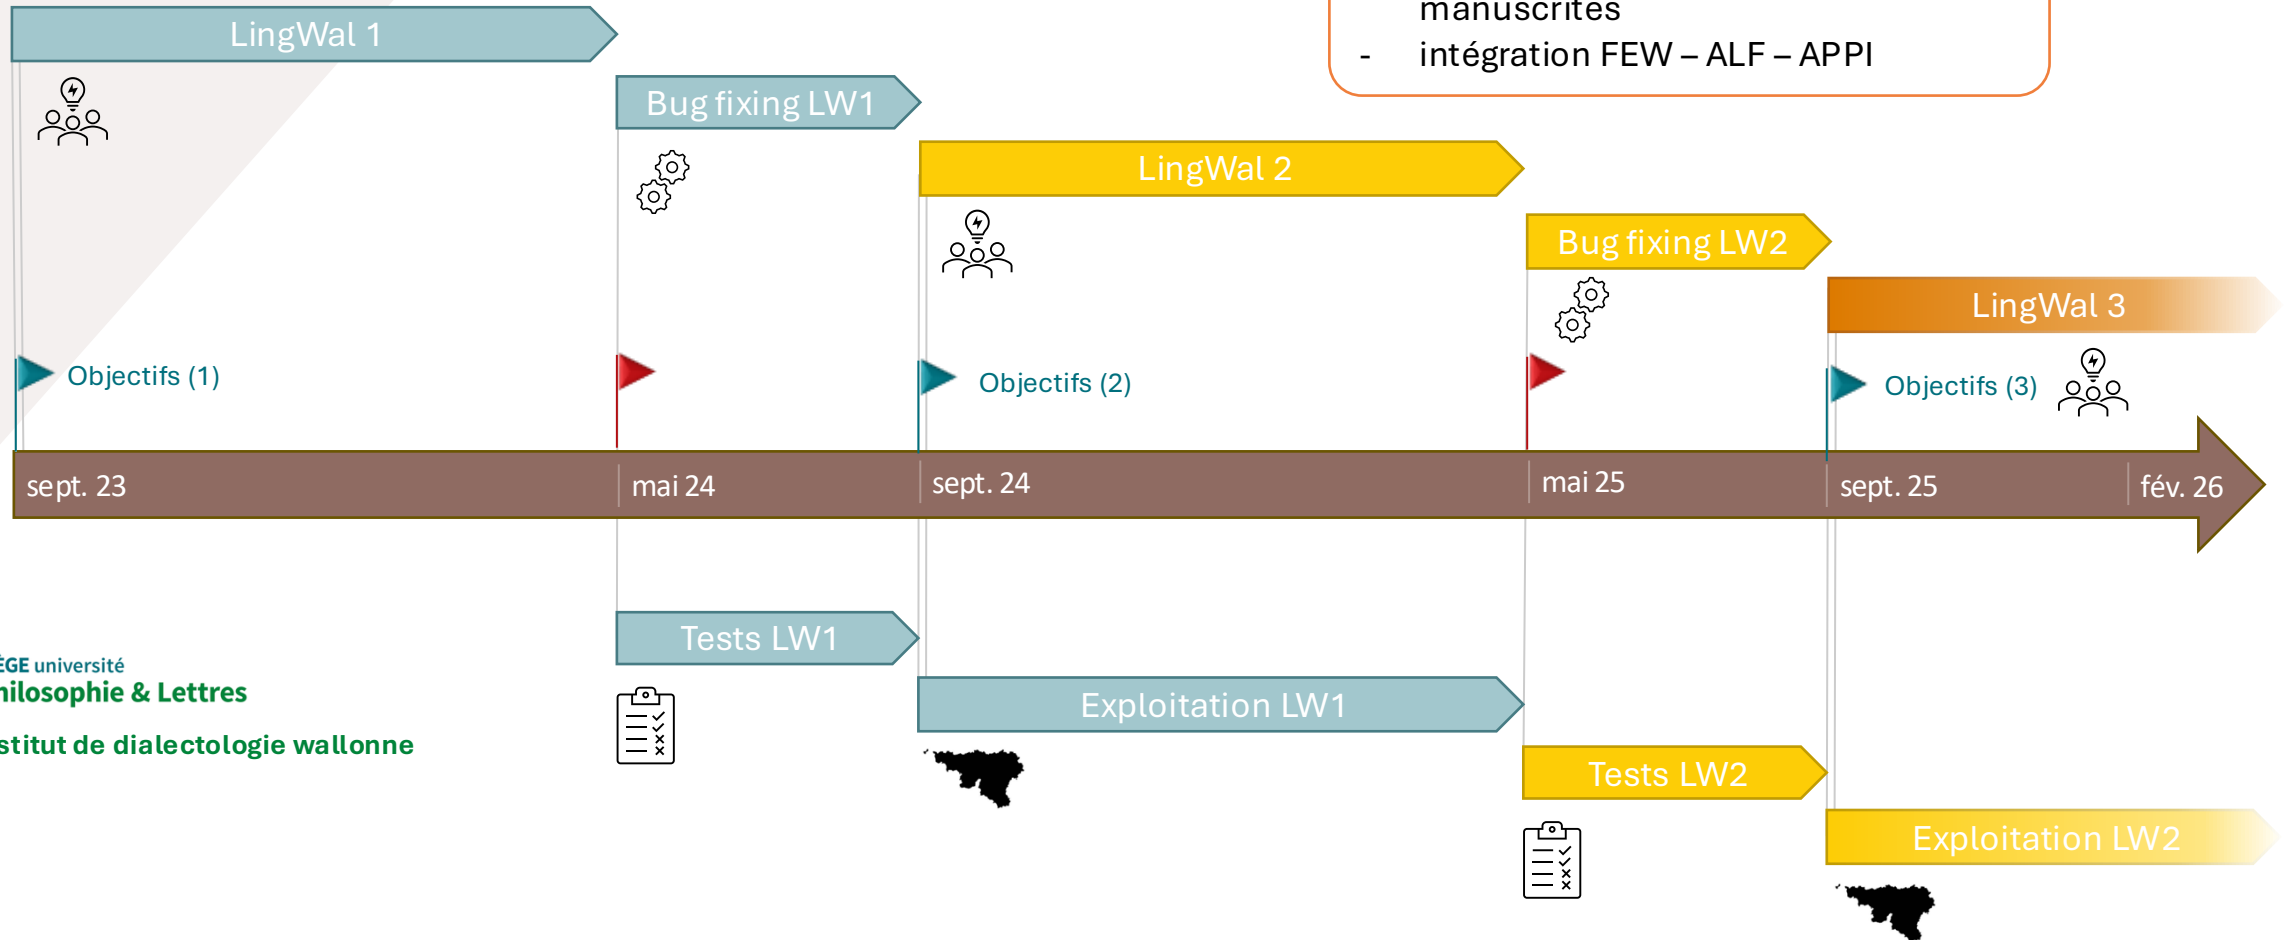 LingWal 1
manuscrites
- intégration FEW – ALF – APPI
Bug fixing LW1
LingWal 2
Bug fixing LW2
LingWal 3
Objectifs (1)
Objectifs (2)
Objectifs (3)
sept. 23
mai 24
sept. 24
mai 25
sept. 25
fév. 26
Tests LW1
ÈGE université
hilosophie & Lettres
Exploitation LW1
stitut de dialectologie wallonne
Tests LW2
Exploitation LW2